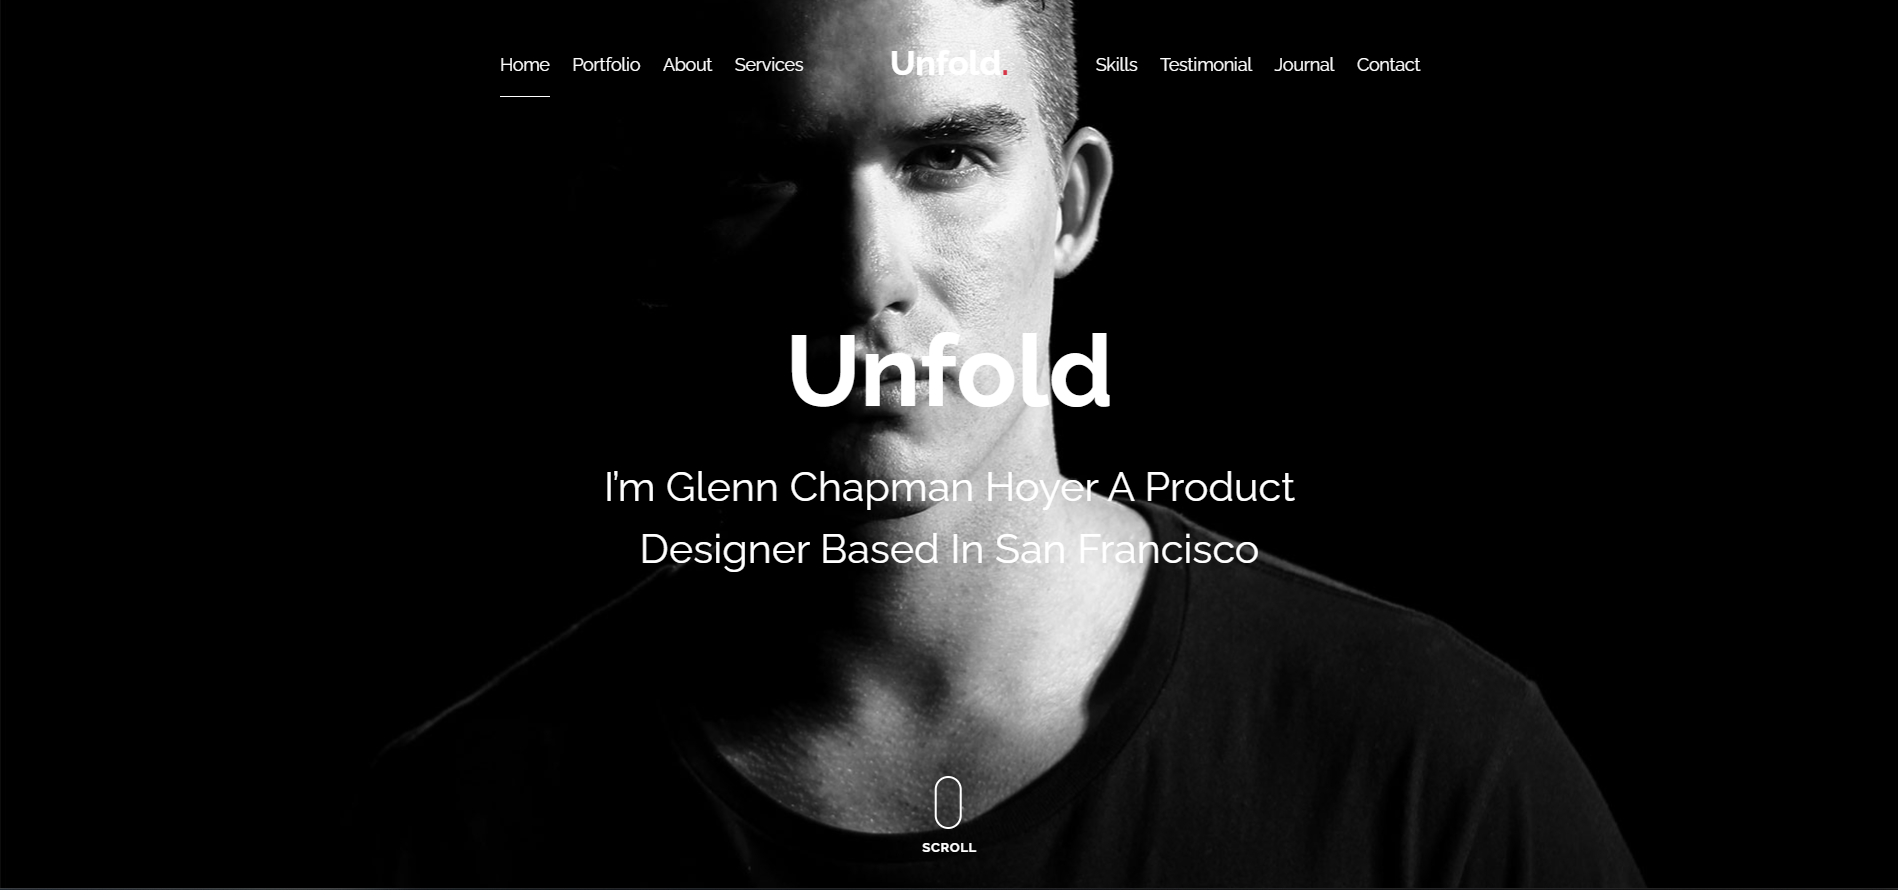 Home Portfolio About Services Unfold. Skills Testimonial Journal Contact
Unfold
I'm Glenn Chapman Hoyer A Product
Designer Based In San Francisco
SCROLL